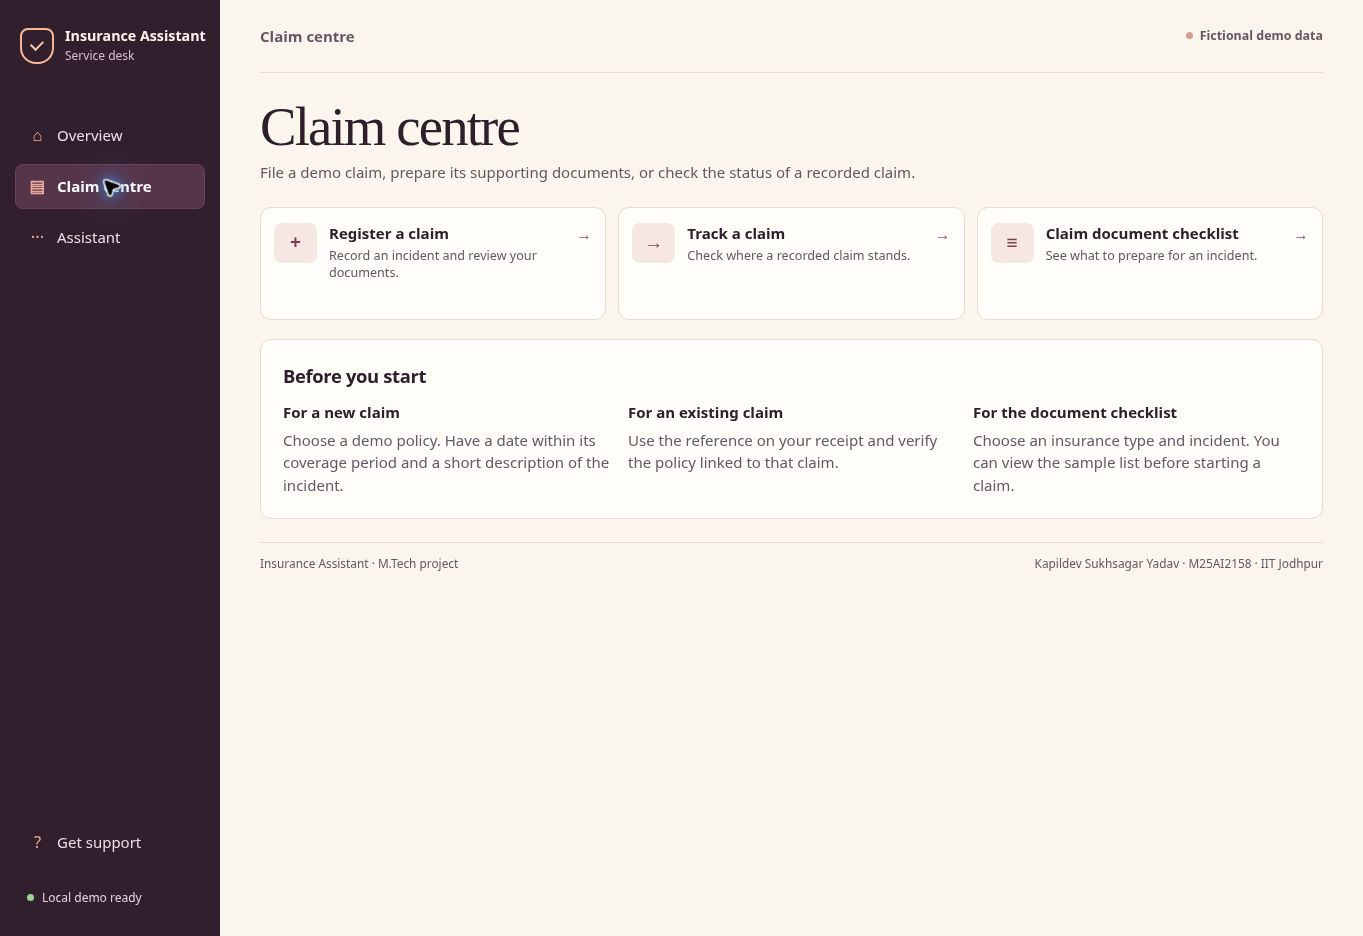 Insurance Assistant
Service desk
⌂ Overview
▤ Claim centre
··· Assistant
? Get support
Local demo ready
Claim centre
Fictional demo data
Claim centre
File a demo claim, prepare its supporting documents, or check the status of a recorded claim.
+ Register a claim →
Record an incident and review your
documents.
→ Track a claim →
Check where a recorded claim stands.
≡ Claim document checklist →
See what to prepare for an incident.
Before you start
For a new claim
Choose a demo policy. Have a date within its
coverage period and a short description of the
incident.
For an existing claim
Use the reference on your receipt and verify
the policy linked to that claim.
For the document checklist
Choose an insurance type and incident. You
can view the sample list before starting a
claim.
Insurance Assistant · M.Tech project
Kapildev Sukhsagar Yadav · M25AI2158 · IIT Jodhpur